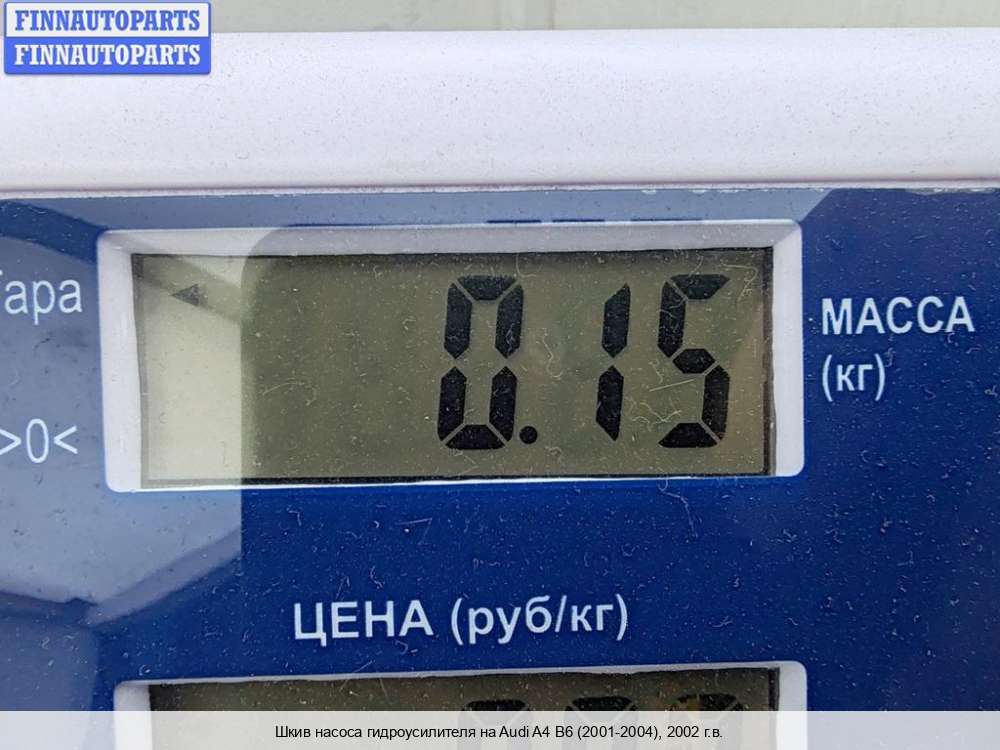 FINNAUTOPARTS
FINNAUTOPARTS
Тара
0.15
МАССА
(кг)
>0<
ЦЕНА (руб/кг)
Шкив насоса гидроусилителя на Audi A4 B6 (2001-2004), 2002 г.в.